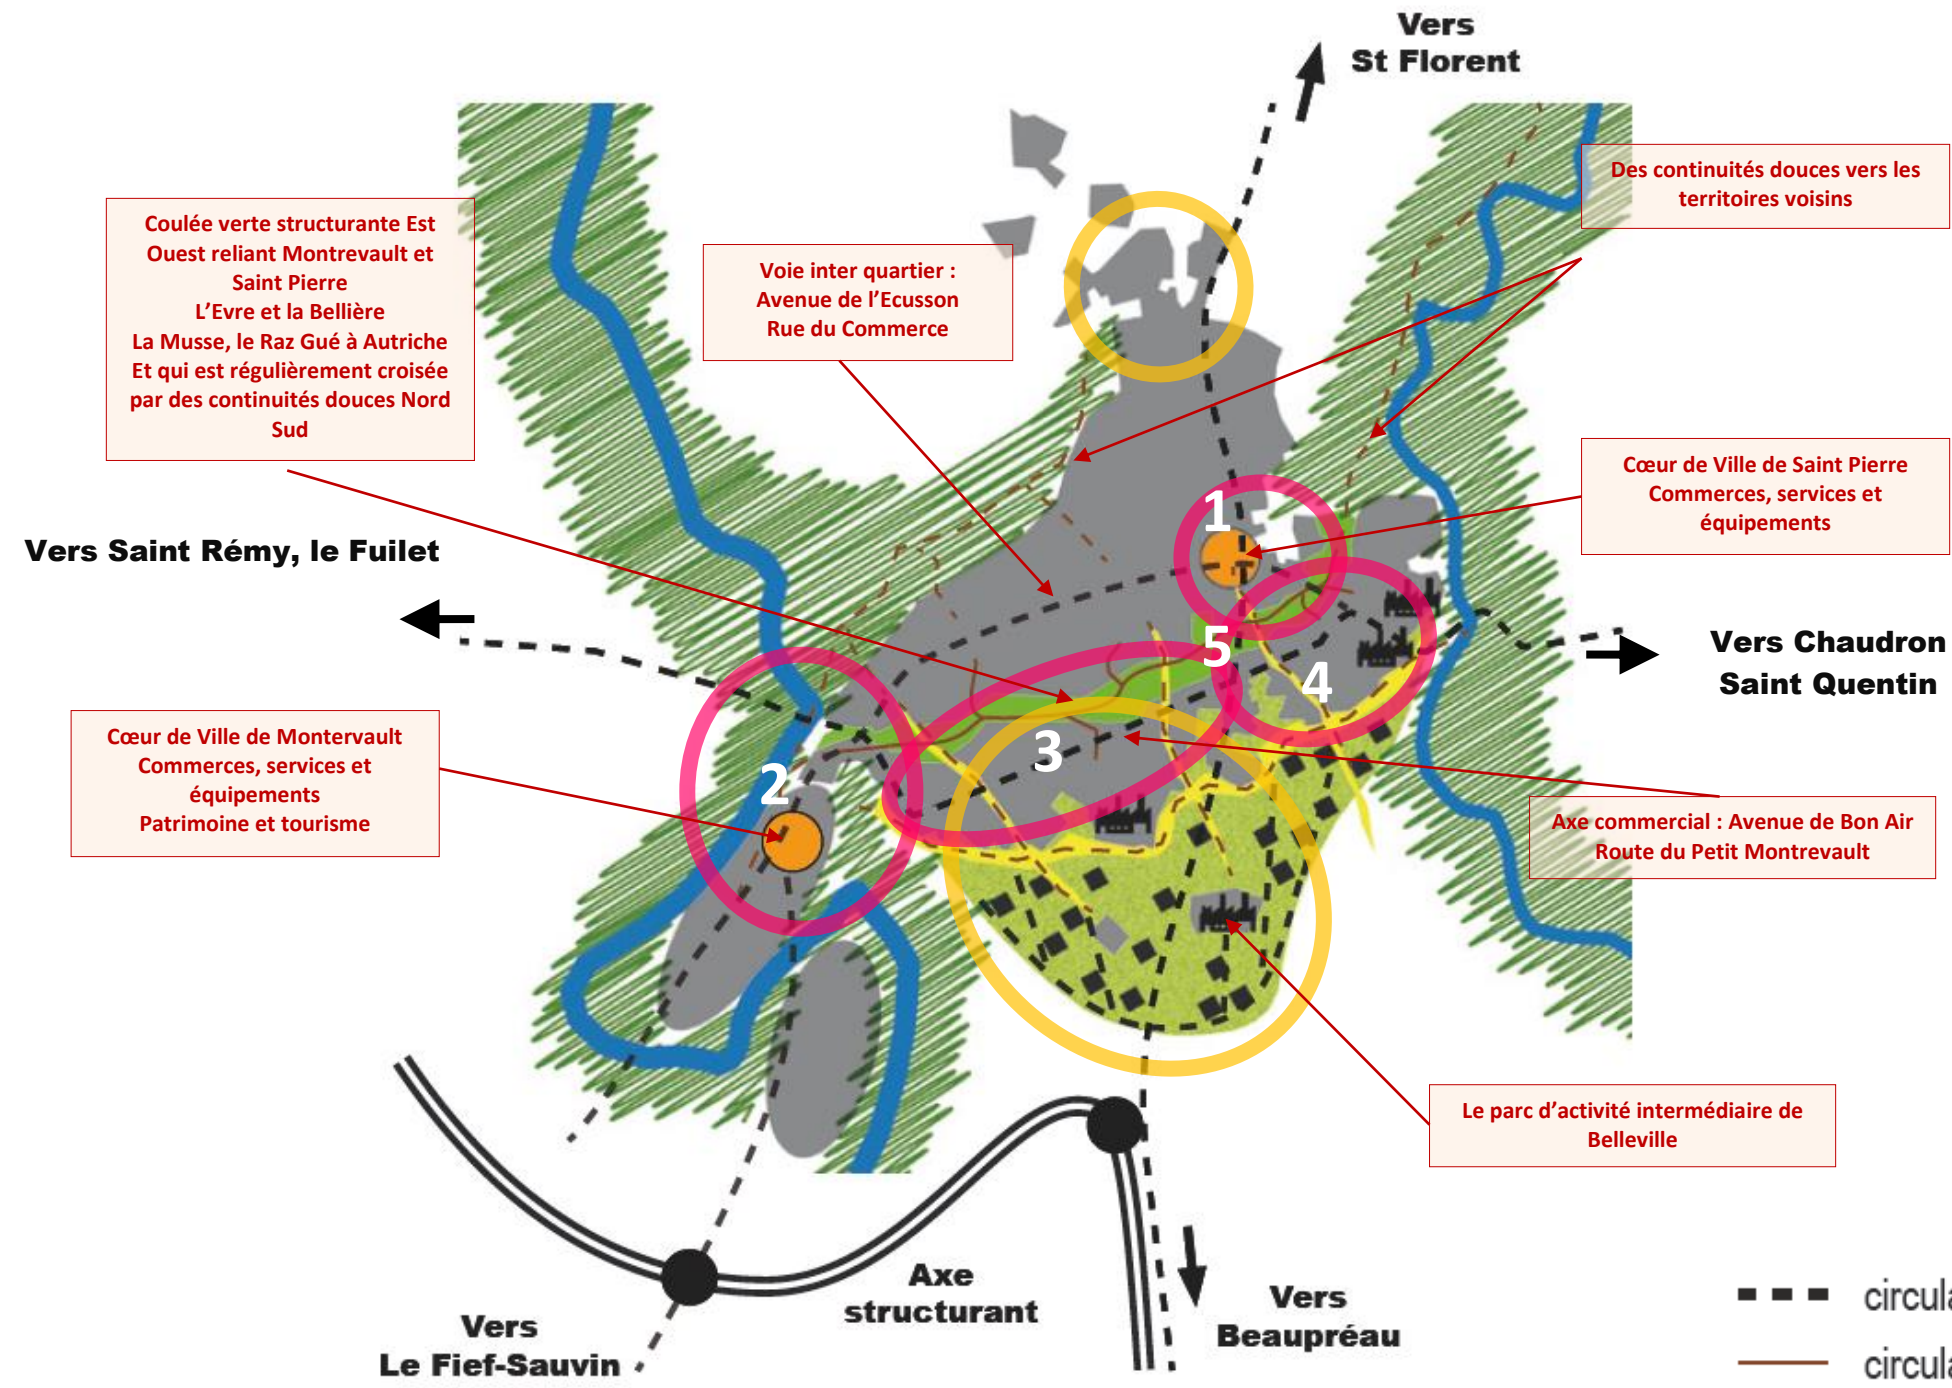 Vers
St Florent
Des continuités douces vers les
territoires voisins
Coulée verte structurante Est
Ouest reliant Montrevault et
Saint Pierre
L’Evre et la Bellière
La Musse, le Raz Gué à Autriche
Et qui est régulièrement croisée
par des continuités douces Nord
Sud
Voie inter quartier :
Avenue de l’Ecusson
Rue du Commerce
Cœur de Ville de Saint Pierre
Commerces, services et
équipements
1
Vers Saint Rémy, le Fuilet
5
4
Vers Chaudron
Saint Quentin
Cœur de Ville de Montervault
Commerces, services et
équipements
Patrimoine et tourisme
2
3
Axe commercial : Avenue de Bon Air
Route du Petit Montrevault
Le parc d’activité intermédiaire de
Belleville
Axe
structurant
Vers
Beaupréau
Vers
Le Fief-Sauvin
circula
circula